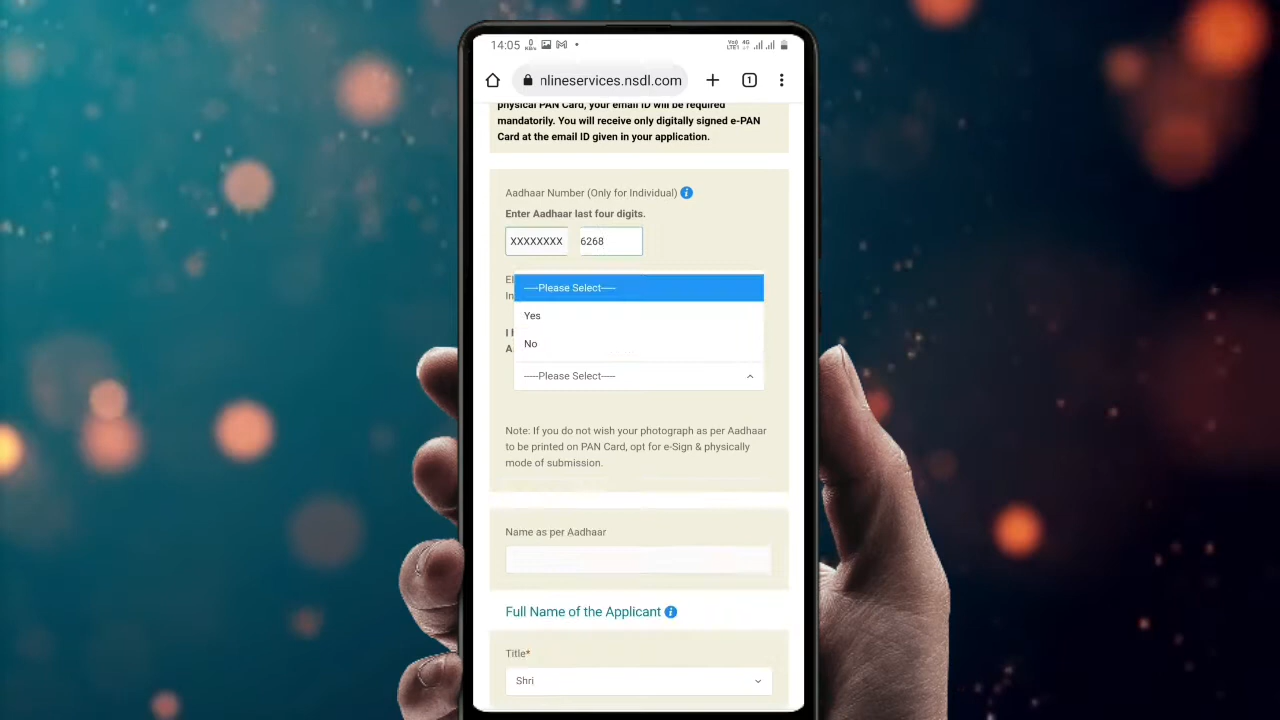 14:05
nlineservices.nsdl.com
1
physical PAN Card, your email ID will be required
mandatorily. You will receive only digitally signed e-PAN
Card at the email ID given in your application.
Aadhaar Number (Only for Individual)
Enter Aadhaar last four digits.
XXXXXXXX 6268
-----Please Select-----
Yes
No
-----Please Select-----
Note: If you do not wish your photograph as per Aadhaar
to be printed on PAN Card, opt for e-Sign & physically
mode of submission.
Name as per Aadhaar
Full Name of the Applicant
Title*
Shri